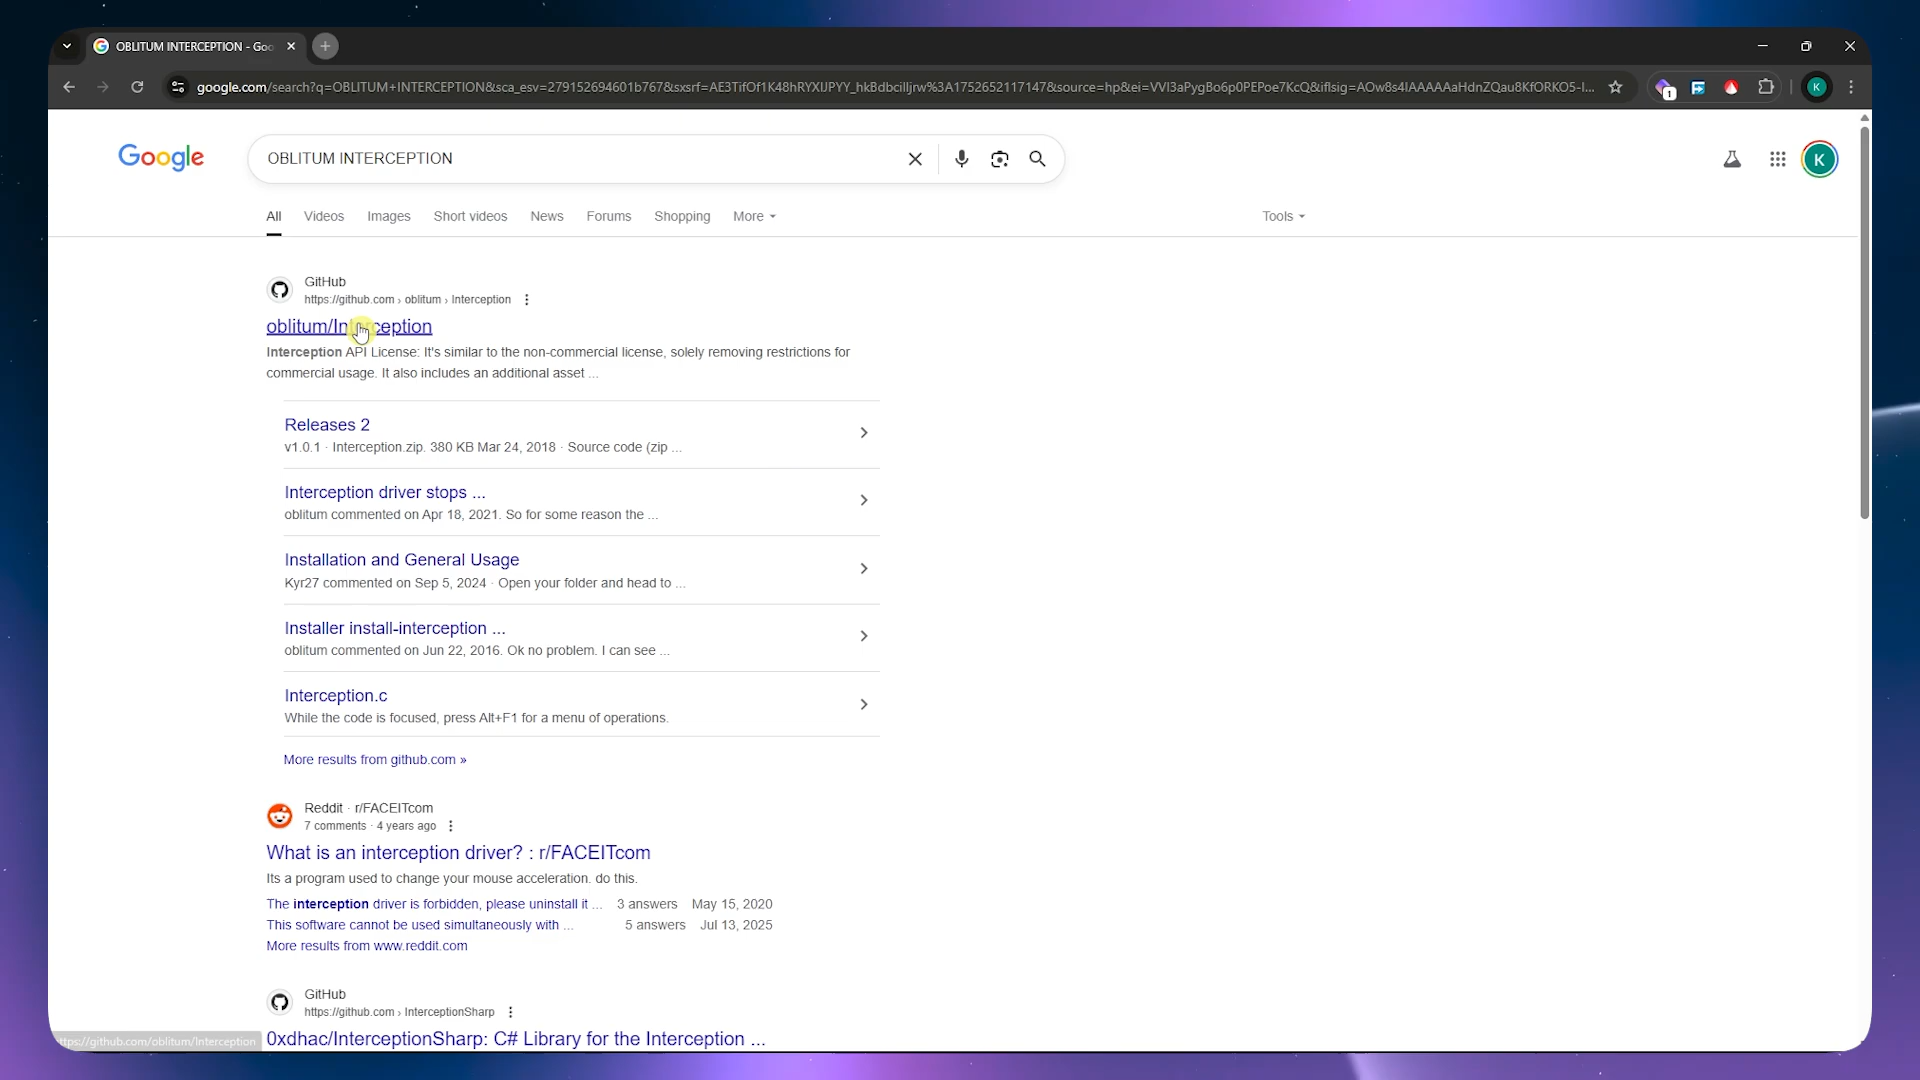 OBLITUM INTERCEPTION - Goo
google.com/search?q=OBLITUM+INTERCEPTION&sca_esv=279152694601b767&sxsrf=AE3TifOf1K48hRYXIJPYY_hkBdbcilljrw%3A1752652117147&source=hp&ei=VVI3aPygBo6p0PEPoe7KcQ&iflsig=AOw8s4IAAAAAaHdnZQau8KfORKO5-I...
1
K
Google
OBLITUM INTERCEPTION
K
All Videos Images Short videos News Forums Shopping More Tools
GitHub
https://github.com › oblitum › Interception
oblitum/Interception
Interception API License: It's similar to the non-commercial license, solely removing restrictions for
commercial usage. It also includes an additional asset ...
Releases 2
v1.0.1 · Interception.zip. 380 KB Mar 24, 2018 · Source code (zip ...
Interception driver stops ...
oblitum commented on Apr 18, 2021. So for some reason the ...
Installation and General Usage
Kyr27 commented on Sep 5, 2024 · Open your folder and head to ...
Installer install-interception ...
oblitum commented on Jun 22, 2016. Ok no problem. I can see ...
Interception.c
While the code is focused, press Alt+F1 for a menu of operations.
More results from github.com »
Reddit · r/FACEITcom
7 comments · 4 years ago
What is an interception driver? : r/FACEITcom
Its a program used to change your mouse acceleration. do this.
The interception driver is forbidden, please uninstall it ... 3 answers May 15, 2020
This software cannot be used simultaneously with ... 5 answers Jul 13, 2025
More results from www.reddit.com
GitHub
https://github.com › InterceptionSharp
0xdhac/InterceptionSharp: C# Library for the Interception ...
https://github.com/oblitum/Interception